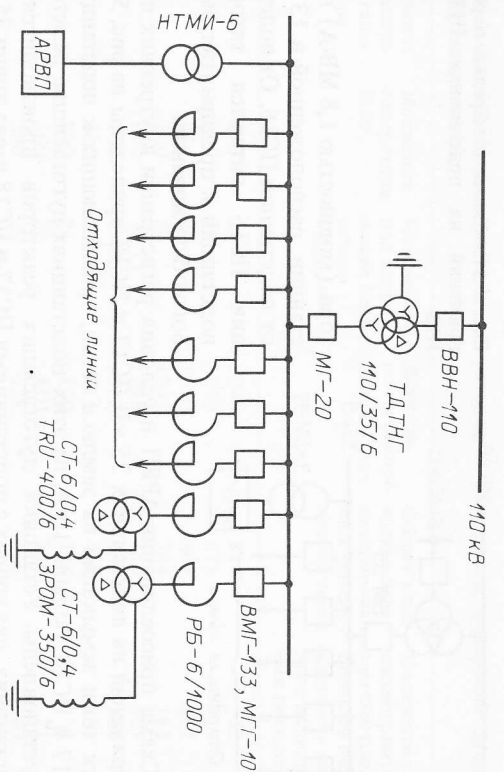 110 кВ
ВВН-110
ТДТНГ
110/35/6
МГ-20
НТМИ-6
АРВП
Отходящие линии
ВМГ-133, МГГ-10
РБ-6/1000
СТ-6/0,4
TRU-400/6
СТ-6/0,4
ЗРОМ-350/6